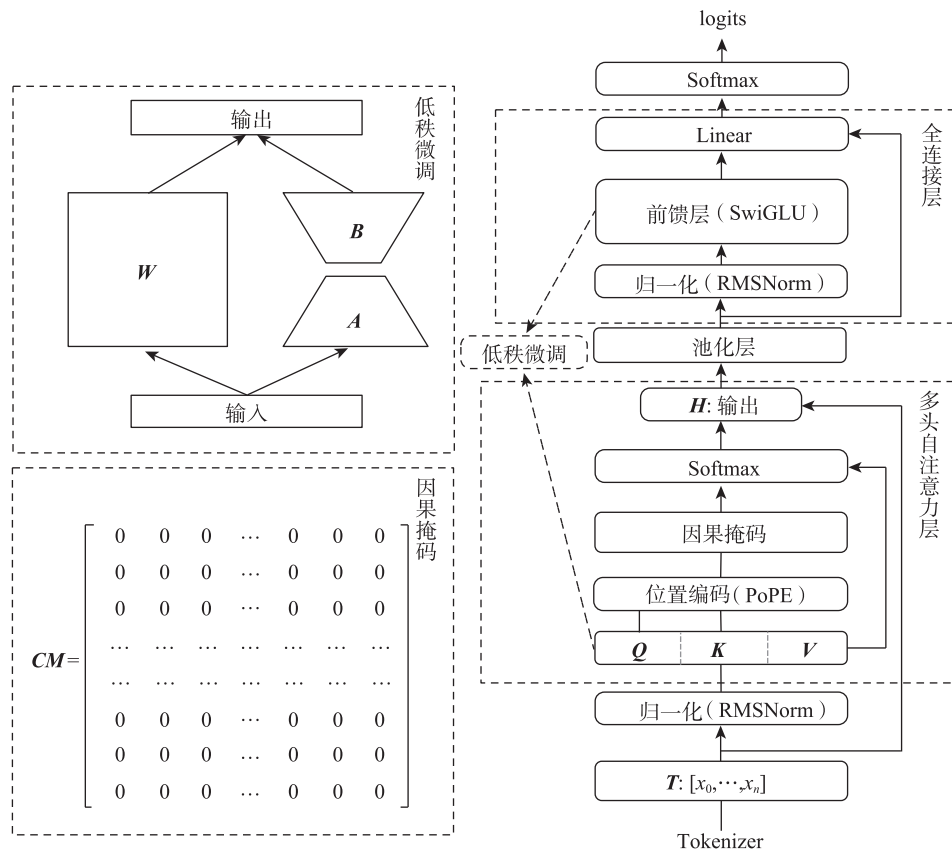 低秩微调
输出
W
B
A
输入
因果掩码
CM=
0 0 0 … 0 0 0
0 0 0 … 0 0 0
0 0 0 … 0 0 0
… … … … … … …
… … … … … … …
0 0 0 … 0 0 0
0 0 0 … 0 0 0
0 0 0 … 0 0 0
logits
Softmax
全连接层
Linear
前馈层(SwiGLU)
归一化(RMSNorm)
低秩微调
池化层
多头自注意力层
H: 输出
Softmax
因果掩码
位置编码(PoPE)
Q K V
归一化(RMSNorm)
T: [x₀,⋯,xₙ]
Tokenizer